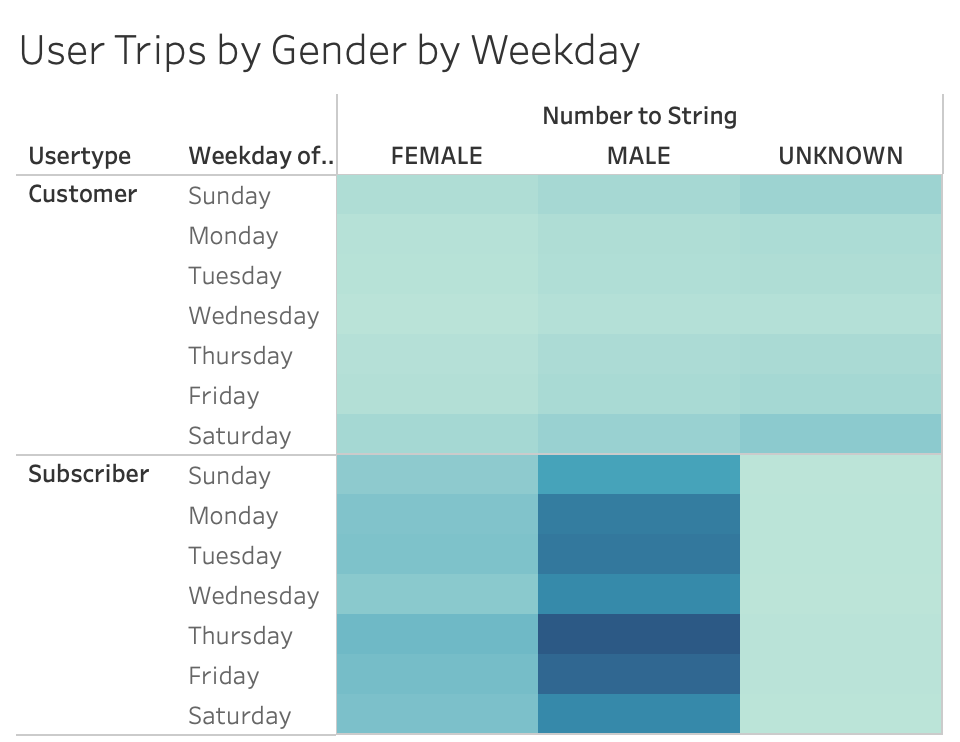 User Trips by Gender by Weekday
Number to String
Usertype Weekday of.. FEMALE MALE UNKNOWN
Customer Sunday
Monday
Tuesday
Wednesday
Thursday
Friday
Saturday
Subscriber Sunday
Monday
Tuesday
Wednesday
Thursday
Friday
Saturday